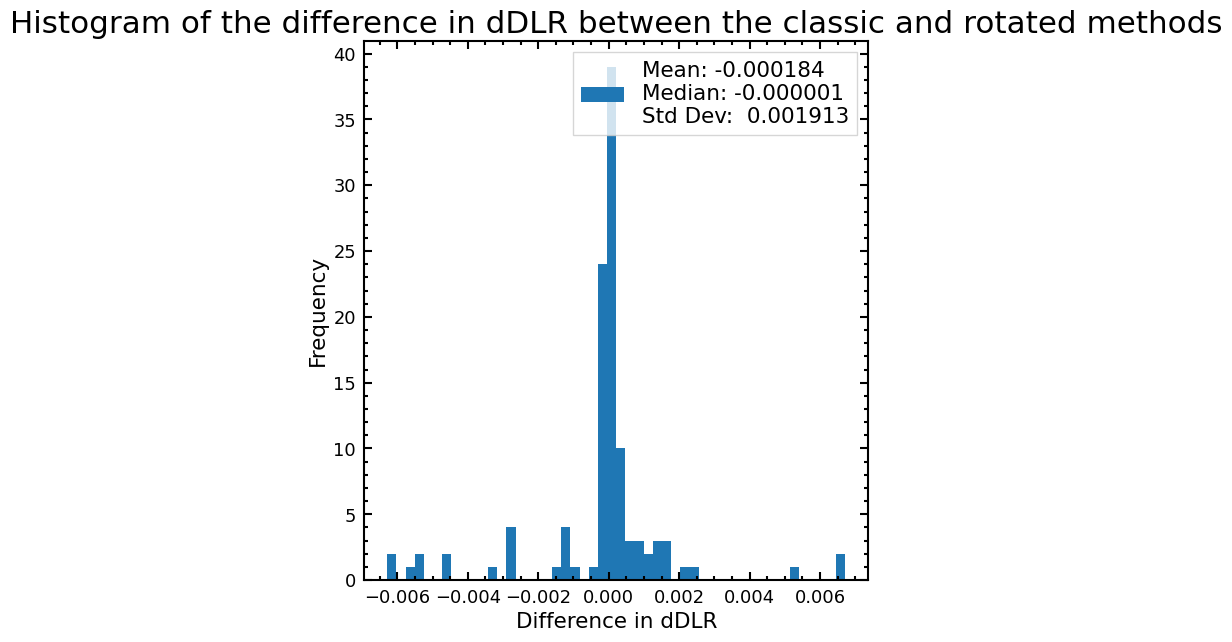 Histogram of the difference in dDLR between the classic and rotated methods
Mean: -0.000184
Median: -0.000001
Std Dev:  0.001913
40
35
30
25
20
15
10
5
0
Frequency
−0.006 −0.004 −0.002 0.000 0.002 0.004 0.006
Difference in dDLR